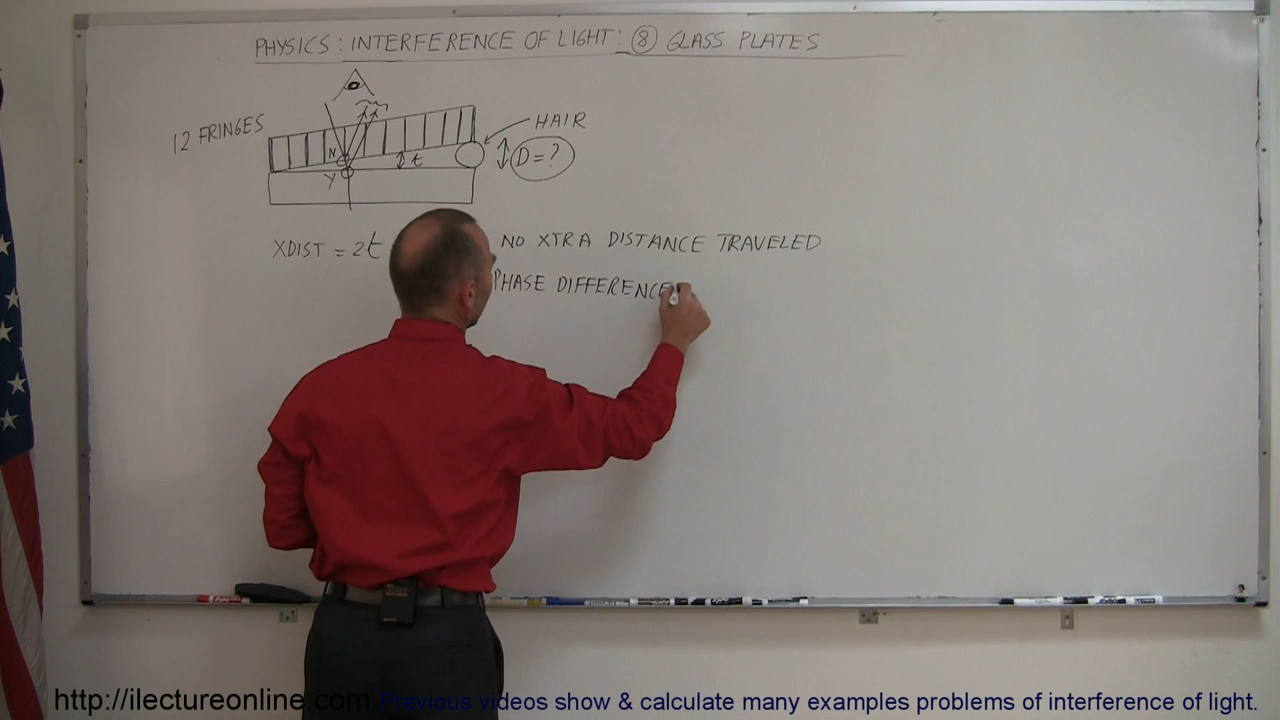 PHYSICS: INTERFERENCE OF LIGHT: 8 GLASS PLATES
12 FRINGES
HAIR
N
t
D = ?
Y
XDIST = 2t
NO XTRA DISTANCE TRAVELED
PHASE DIFFERENCE
http://ilectureonline.com Previous videos show & calculate many examples problems of interference of light.